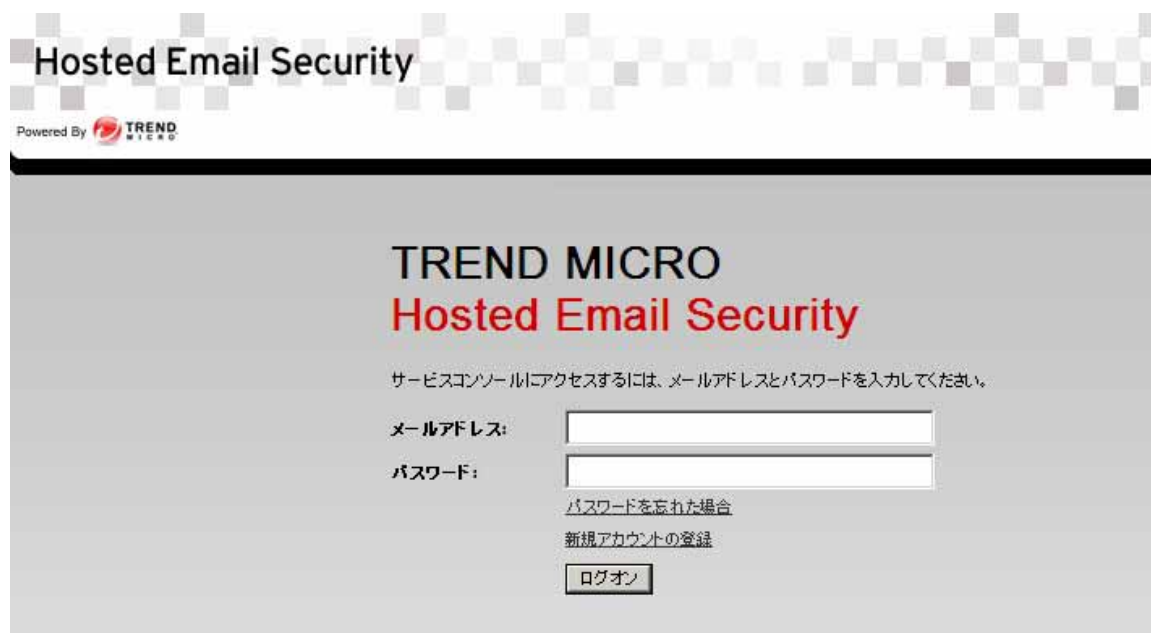 Hosted Email Security
Powered By TREND MICRO
TREND MICRO
Hosted Email Security
サービスコンソールにアクセスするには、メールアドレスとパスワードを入力してください。
メールアドレス:
パスワード:
パスワードを忘れた場合
新規アカウントの登録
ログオン